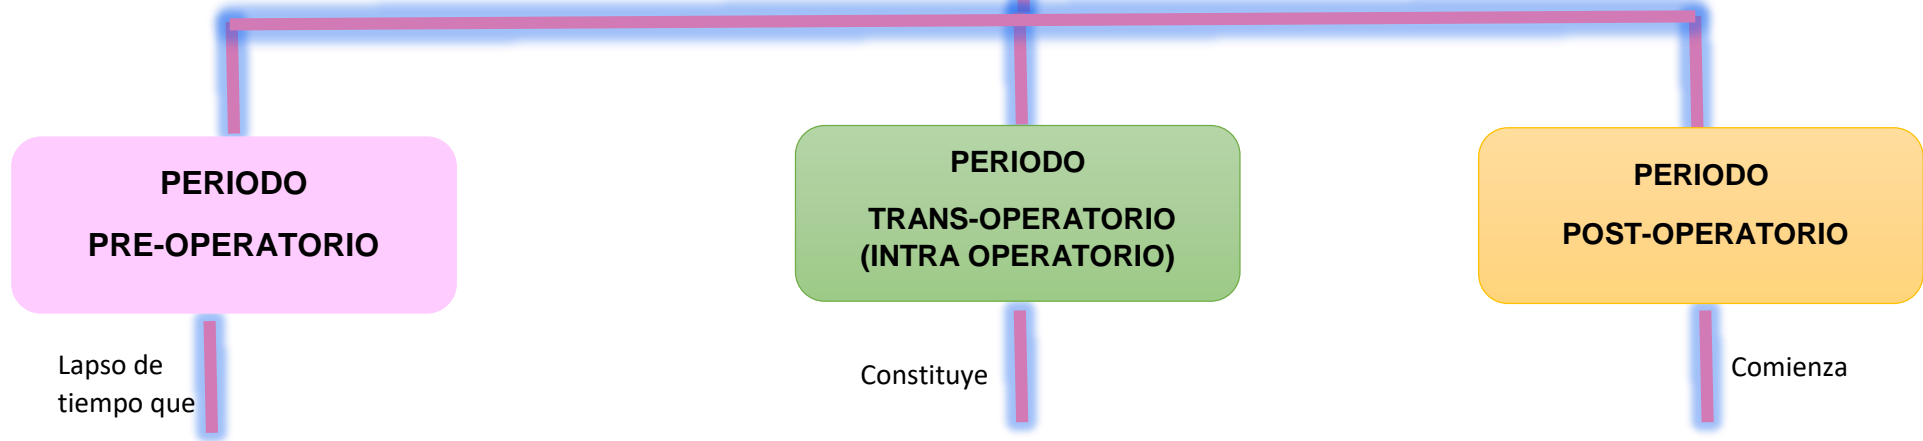 PERIODO
PRE-OPERATORIO
Lapso de
tiempo que
PERIODO
TRANS-OPERATORIO
(INTRA OPERATORIO)
Constituye
PERIODO
POST-OPERATORIO
Comienza